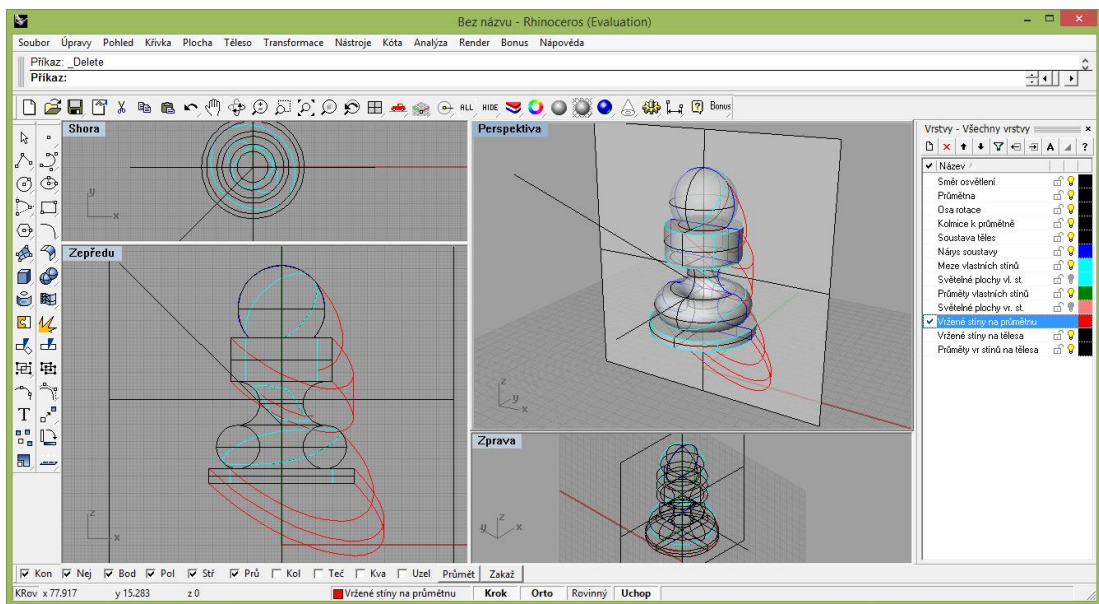 Bez názvu - Rhinoceros (Evaluation)
Soubor Úpravy Pohled Křivka Plocha Těleso Transformace Nástroje Kóta Analýza Render Bonus Nápověda
Příkaz: _Delete
Příkaz:
ALL HIDE Bonus
Shora
y
x
Perspektiva
z
y
x
Zepředu
z
x
Zprava
z
y
x
Vrstvy - Všechny vrstvy
Název
Směr osvětlení
Průmětna
Osa rotace
Kolmice k průmětně
Soustava těles
Nárys soustavy
Meze vlastních stínů
Světelné plochy vl. st.
Průměty vlastních stínů
Světelné plochy vr. st.
Vržené stíny na průmětnu
Vržené stíny na tělesa
Průměty vr stínů na tělesa
Kon Nej Bod Pol Stř Prů Kol Teč Kva Uzel Průmět Zakaž
KRov x 77.917 y 15.283 z 0 Vržené stíny na průmětnu Krok Orto Rovinný Uchop